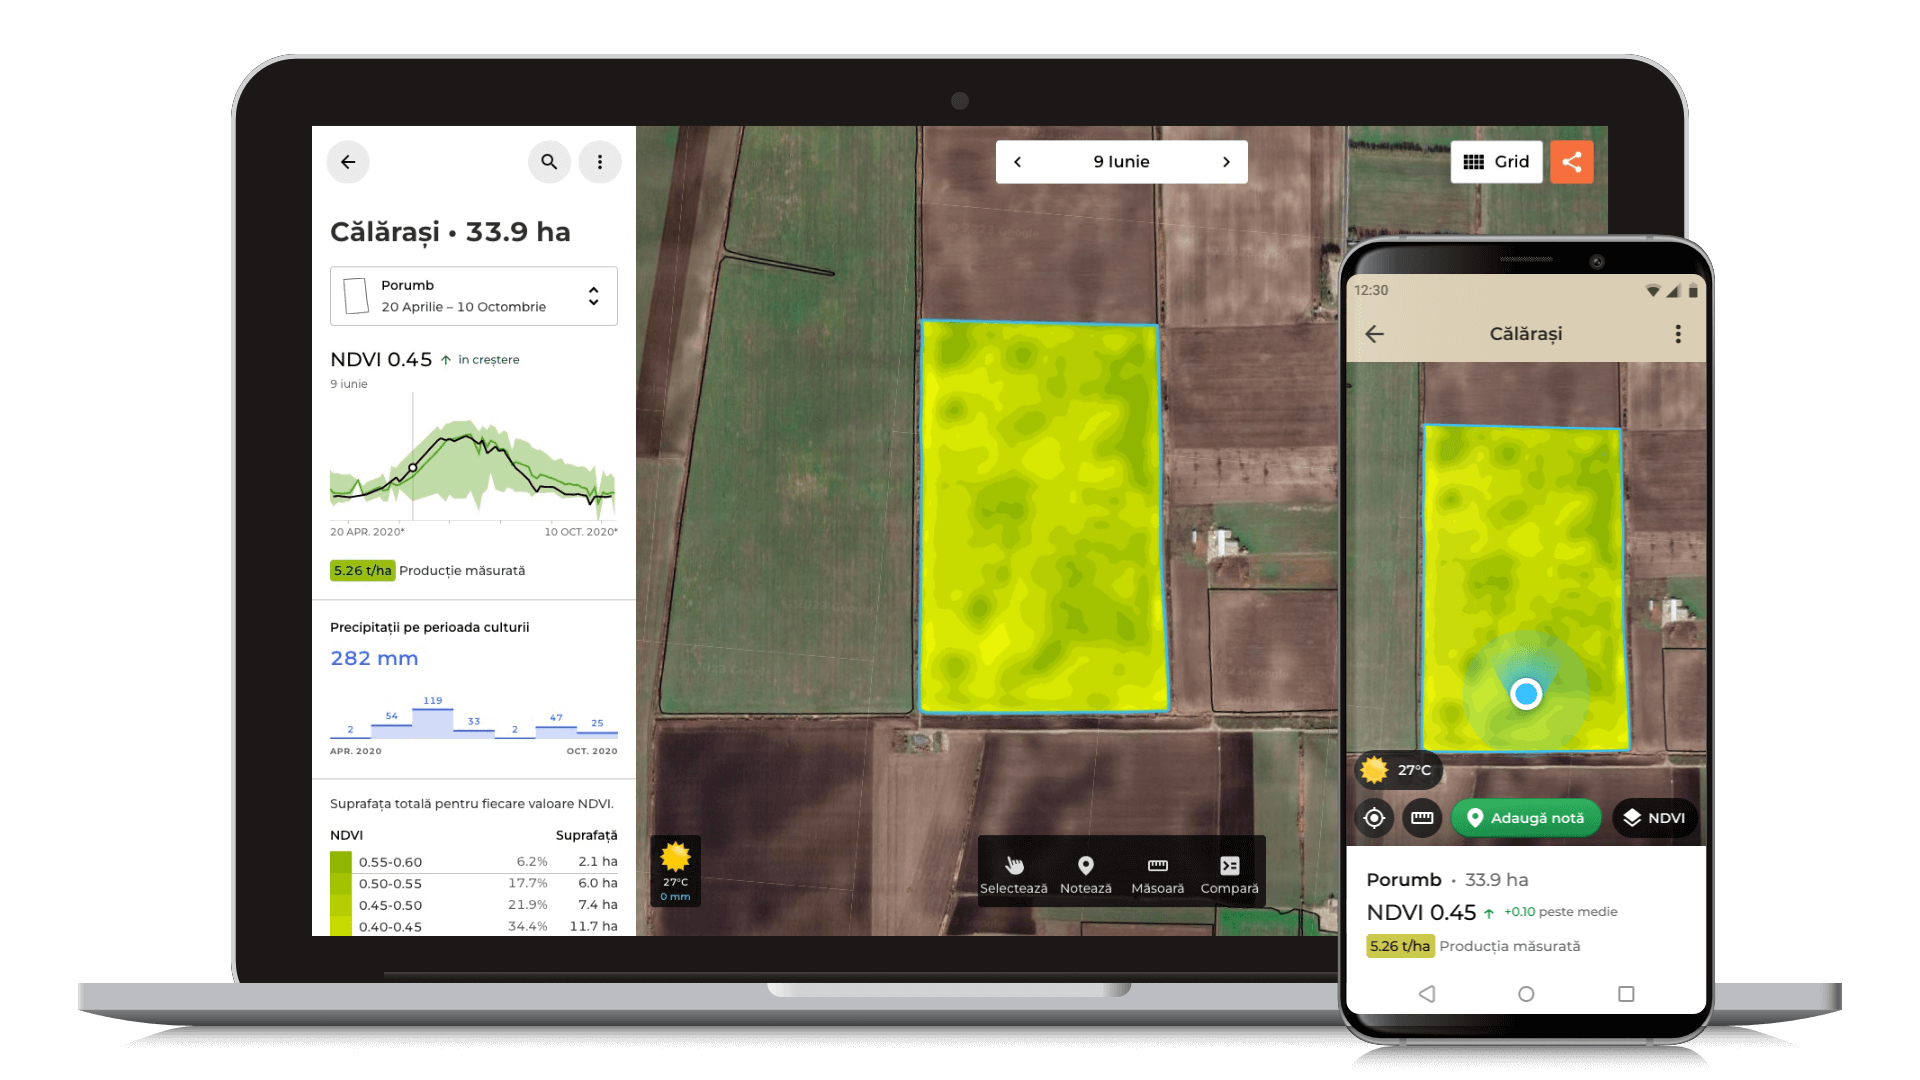 Călărași • 33.9 ha
Porumb
20 Aprilie – 10 Octombrie
NDVI 0.45 ↑ în creștere
9 iunie
20 APR. 2020*
10 OCT. 2020*
5.26 t/ha Producție măsurată
Precipitații pe perioada culturii
282 mm
2
54
119
33
2
47
25
APR. 2020
OCT. 2020
Suprafața totală pentru fiecare valoare NDVI.
NDVI Suprafață
0.55-0.60 6.2% 2.1 ha
0.50-0.55 17.7% 6.0 ha
0.45-0.50 21.9% 7.4 ha
0.40-0.45 34.4% 11.7 ha
9 Iunie
Grid
27°C
0 mm
Selectează
Notează
Măsoară
Compară
12:30
Călărași
27°C
Adaugă notă
NDVI
Porumb • 33.9 ha
NDVI 0.45 ↑ +0.10 peste medie
5.26 t/ha Producția măsurată